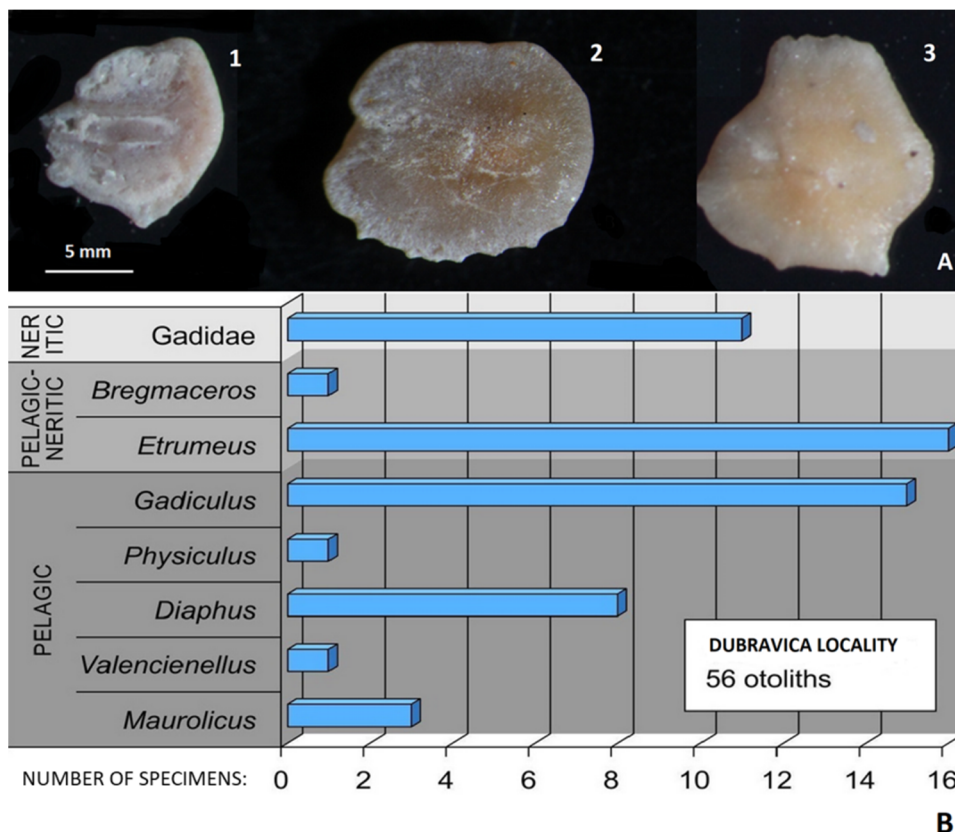 1
2
3
5 mm
A
NER
ITIC
Gadidae
PELAGIC-
NERITIC
Bregmaceros
Etrumeus
PELAGIC
Gadiculus
Physiculus
Diaphus
Valencienellus
Maurolicus
DUBRAVICA LOCALITY
56 otoliths
NUMBER OF SPECIMENS: 0 2 4 6 8 10 12 14 16
B